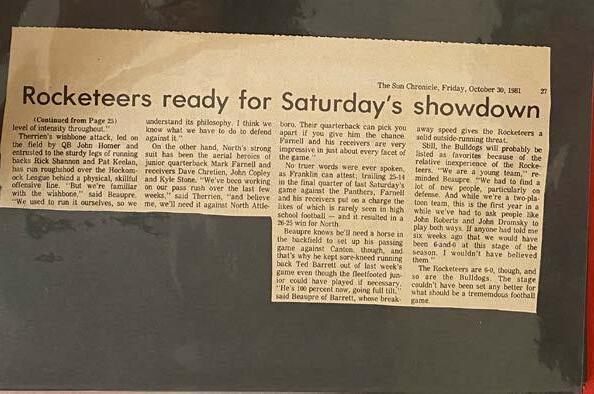 The Sun Chronicle, Friday, October 30, 1981 27
Rocketeers ready for Saturday's showdown
(Continued from Page 25)
level of intensity throughout."
Therrien's wishbone attack, led on
the field by QB John Horner and
entrusted to the sturdy legs of running
backs Rick Shannon and Pat Keelan,
has run roughshod over the Hockom-
ock League behind a physical, skillful
offensive line. "But we're familiar
with the wishbone," said Beaupre.
"We used to run it ourselves, so we
understand its philosophy. I think we
know what we have to do to defend
against it."
On the other hand, North's strong
suit has been the aerial heroics of
junior quarterback Mark Farnell and
receivers Dave Chretien, John Copley
and Kyle Stone. "We've been working
on our pass rush over the last few
weeks," said Therrien, "and believe
me, we'll need it against North Attle-
boro. Their quarterback can pick you
apart if you give him the chance.
Farnell and his receivers are very
impressive in just about every facet of
the game."
No truer words were ever spoken,
as Franklin can attest; trailing 25-14
in the final quarter of last Saturday's
game against the Panthers, Farnell
and his receivers put on a charge the
likes of which is rarely seen in high
school football — and it resulted in a
26-25 win for North.
Beaupre knows he'll need a horse in
the backfield to set up his passing
game against Canton, though, and
that's why he kept sore-kneed running
back Ted Barrett out of last week's
game even though the fleetfooted jun-
ior could have played if necessary.
"He's 100 percent now, going full tilt,"
said Beaupre of Barrett, whose break-
away speed gives the Rocketeers a
solid outside-running threat.
Still, the Bulldogs will probably be
listed as favorites because of the
relative inexperience of the Rocke-
teers. "We are a young team," re-
minded Beaupre. "We had to find a
lot of new people, particularly on
defense. And while we're a two-pla-
toon team, this is the first year in a
while we've had to ask people like
John Roberts and John Dromsky to
play both ways. If anyone had told me
six weeks ago that we would have
been 6-and-0 at this stage of the
season, I wouldn't have believed
them."
The Rocketeers are 6-0, though, and
so are the Bulldogs. The stage
couldn't have been set any better for
what should be a trememdous football
game.